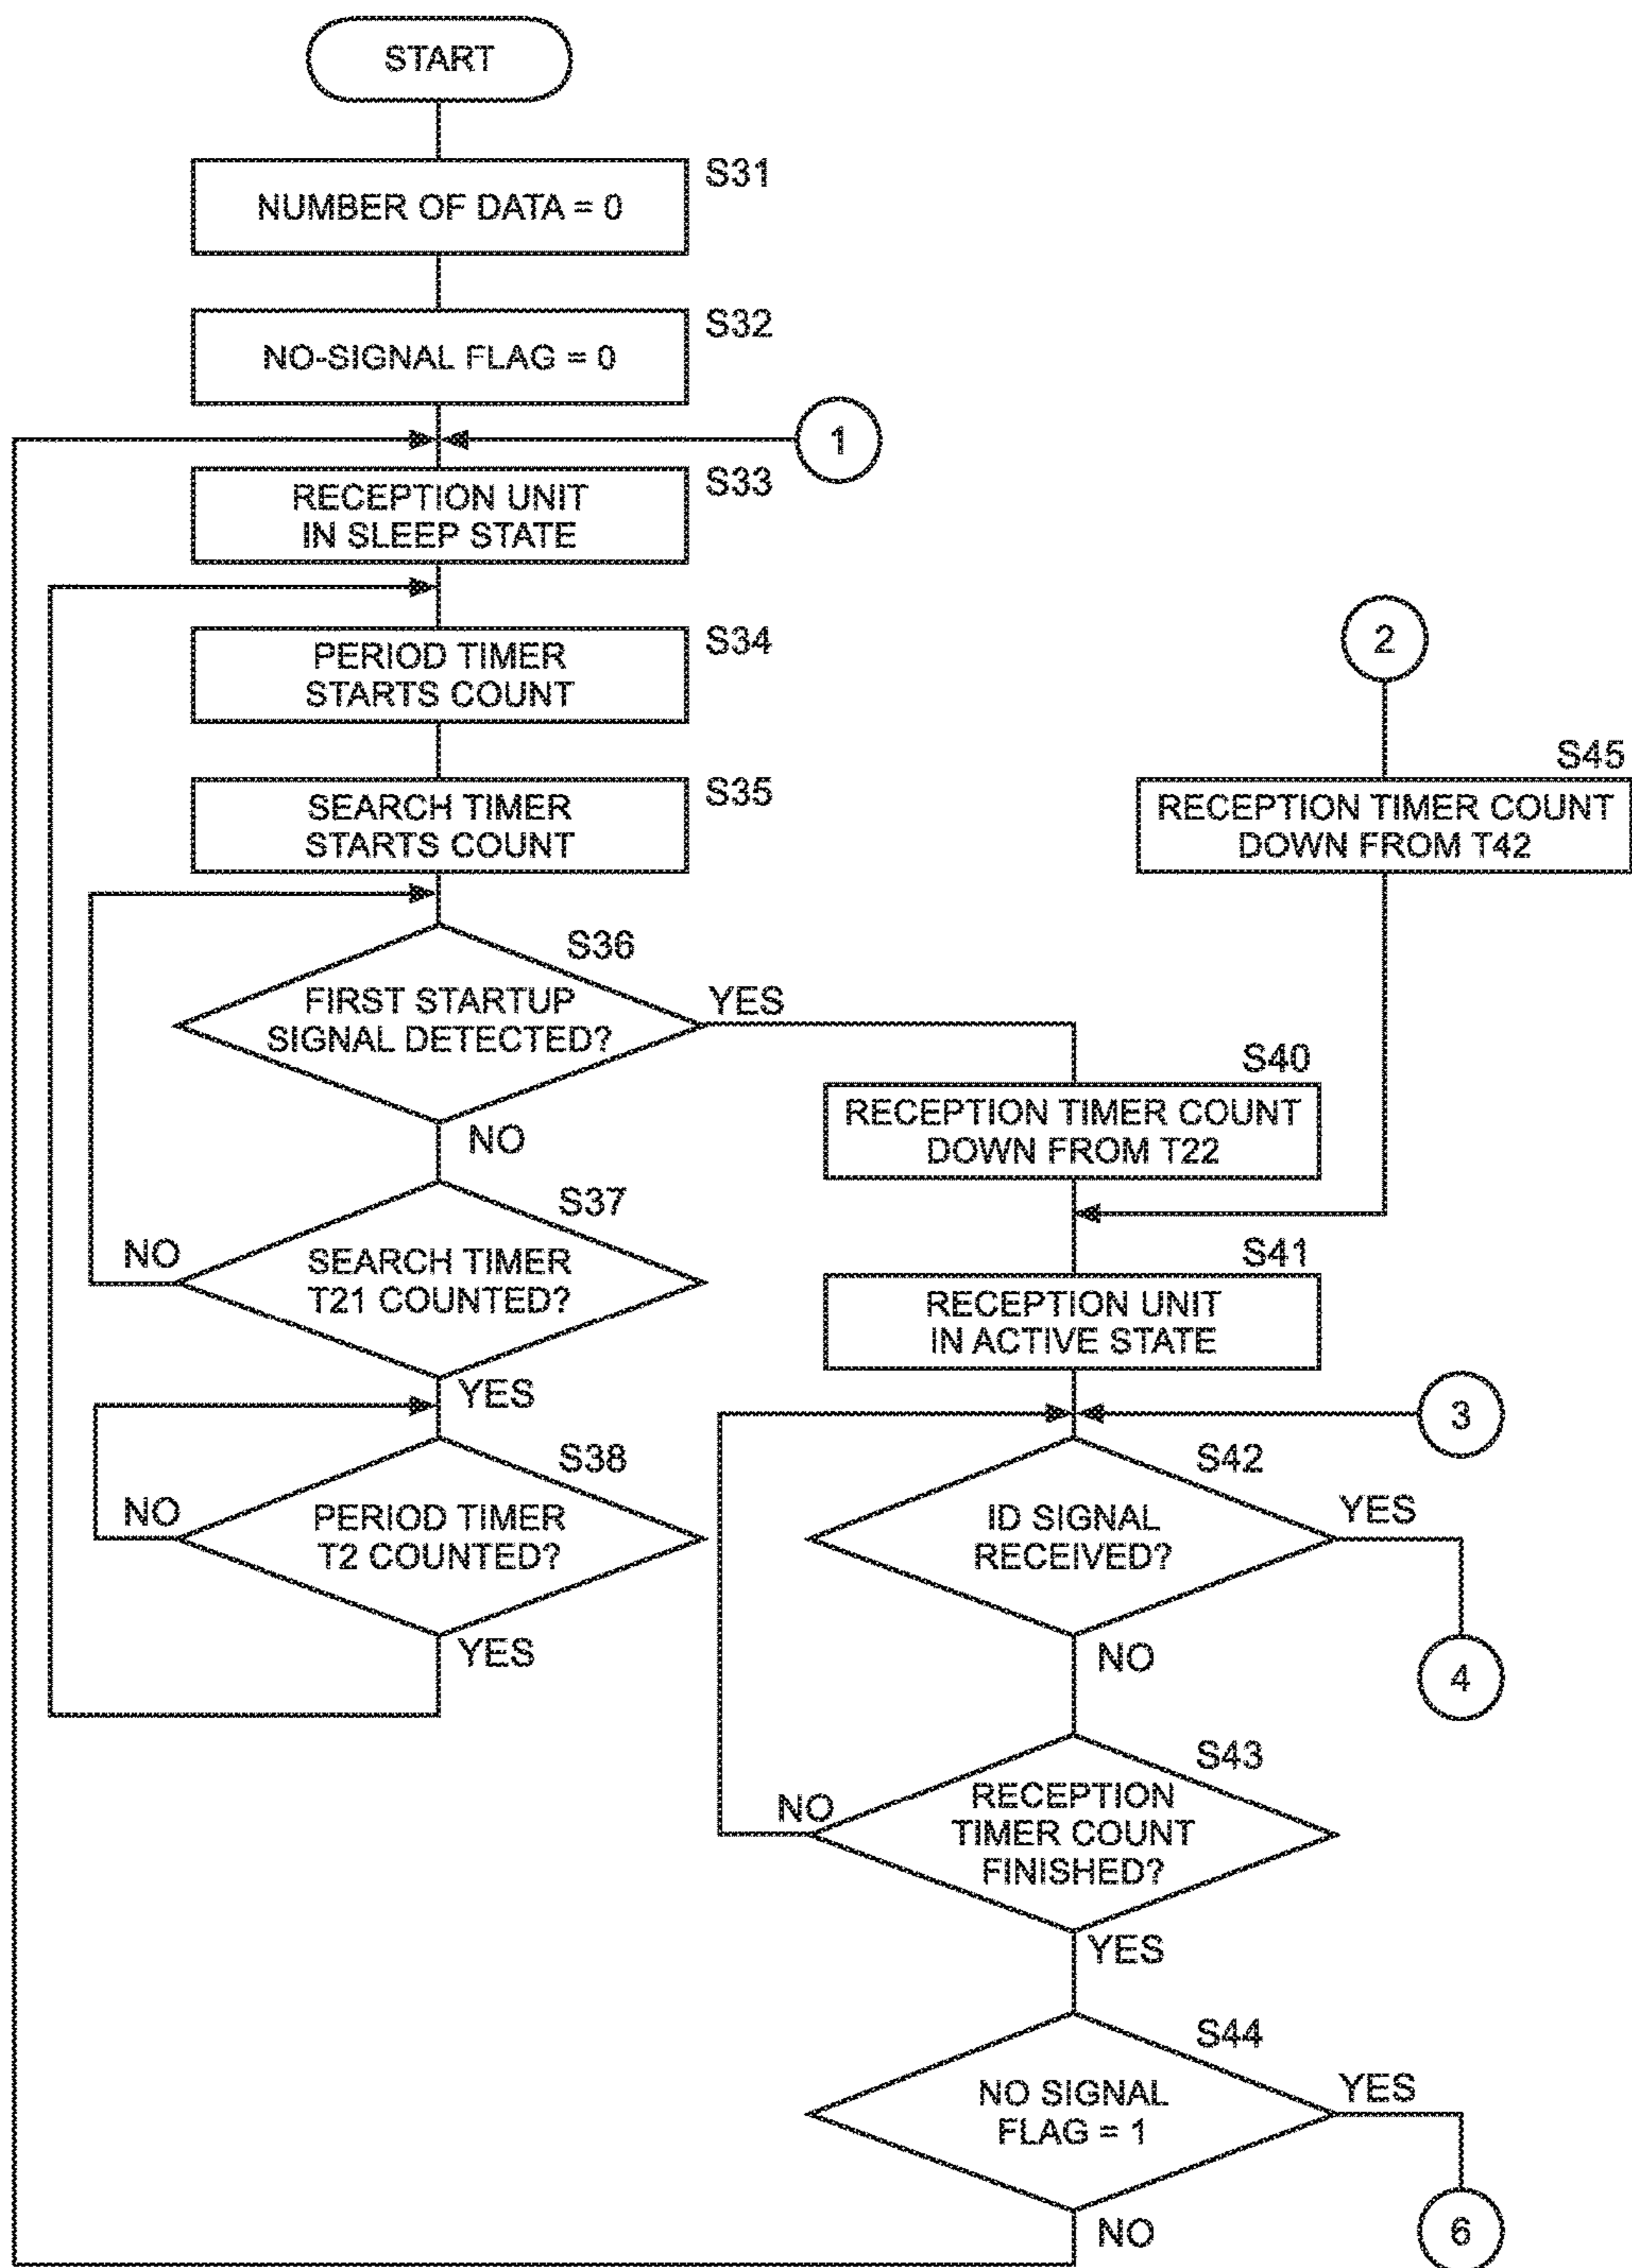 START
S31
NUMBER OF DATA = 0
S32
NO-SIGNAL FLAG = 0
1
S33
RECEPTION UNIT
IN SLEEP STATE
S34
PERIOD TIMER
STARTS COUNT
2
S35
SEARCH TIMER
STARTS COUNT
S45
RECEPTION TIMER COUNT
DOWN FROM T42
S36
FIRST STARTUP
SIGNAL DETECTED?
YES
NO
S40
RECEPTION TIMER COUNT
DOWN FROM T22
S37
SEARCH TIMER
T21 COUNTED?
NO
YES
S41
RECEPTION UNIT
IN ACTIVE STATE
3
S38
PERIOD TIMER
T2 COUNTED?
NO
YES
S42
ID SIGNAL
RECEIVED?
YES
NO
4
S43
RECEPTION
TIMER COUNT
FINISHED?
NO
YES
S44
NO SIGNAL
FLAG = 1
YES
NO
6